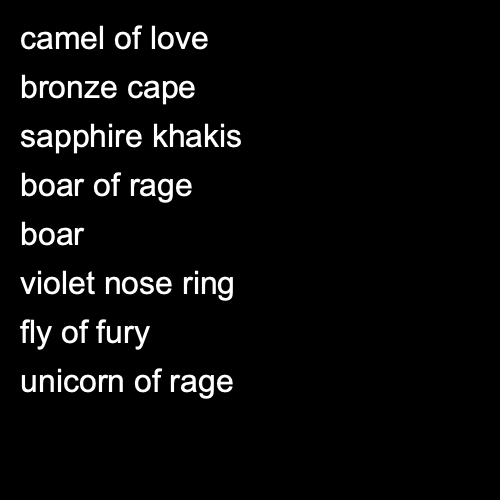 camel of love
bronze cape
sapphire khakis
boar of rage
boar
violet nose ring
fly of fury
unicorn of rage